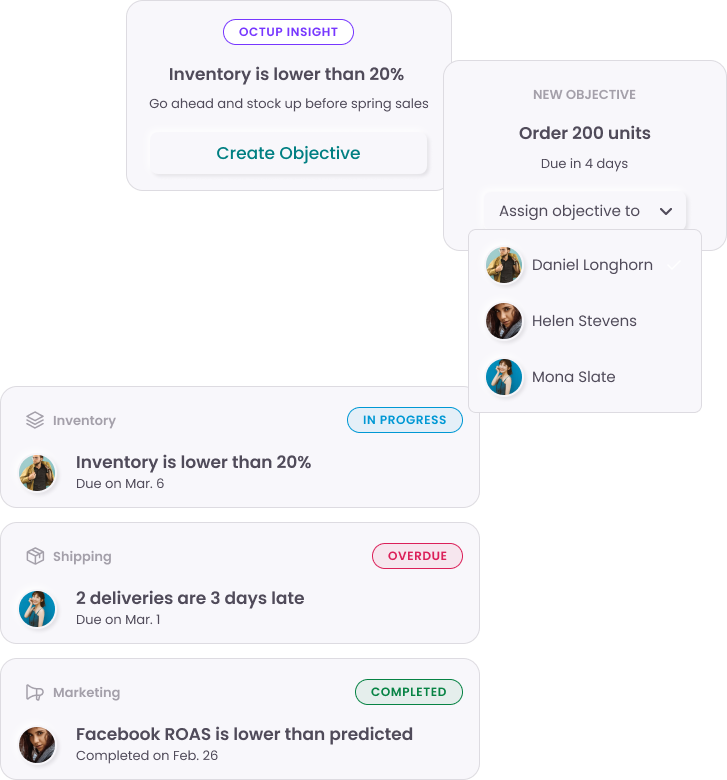 OCTUP INSIGHT
Inventory is lower than 20%
Go ahead and stock up before spring sales
Create Objective
NEW OBJECTIVE
Order 200 units
Due in 4 days
Assign objective to
Daniel Longhorn
Helen Stevens
Mona Slate
Inventory
IN PROGRESS
Inventory is lower than 20%
Due on Mar. 6
Shipping
OVERDUE
2 deliveries are 3 days late
Due on Mar. 1
Marketing
COMPLETED
Facebook ROAS is lower than predicted
Completed on Feb. 26